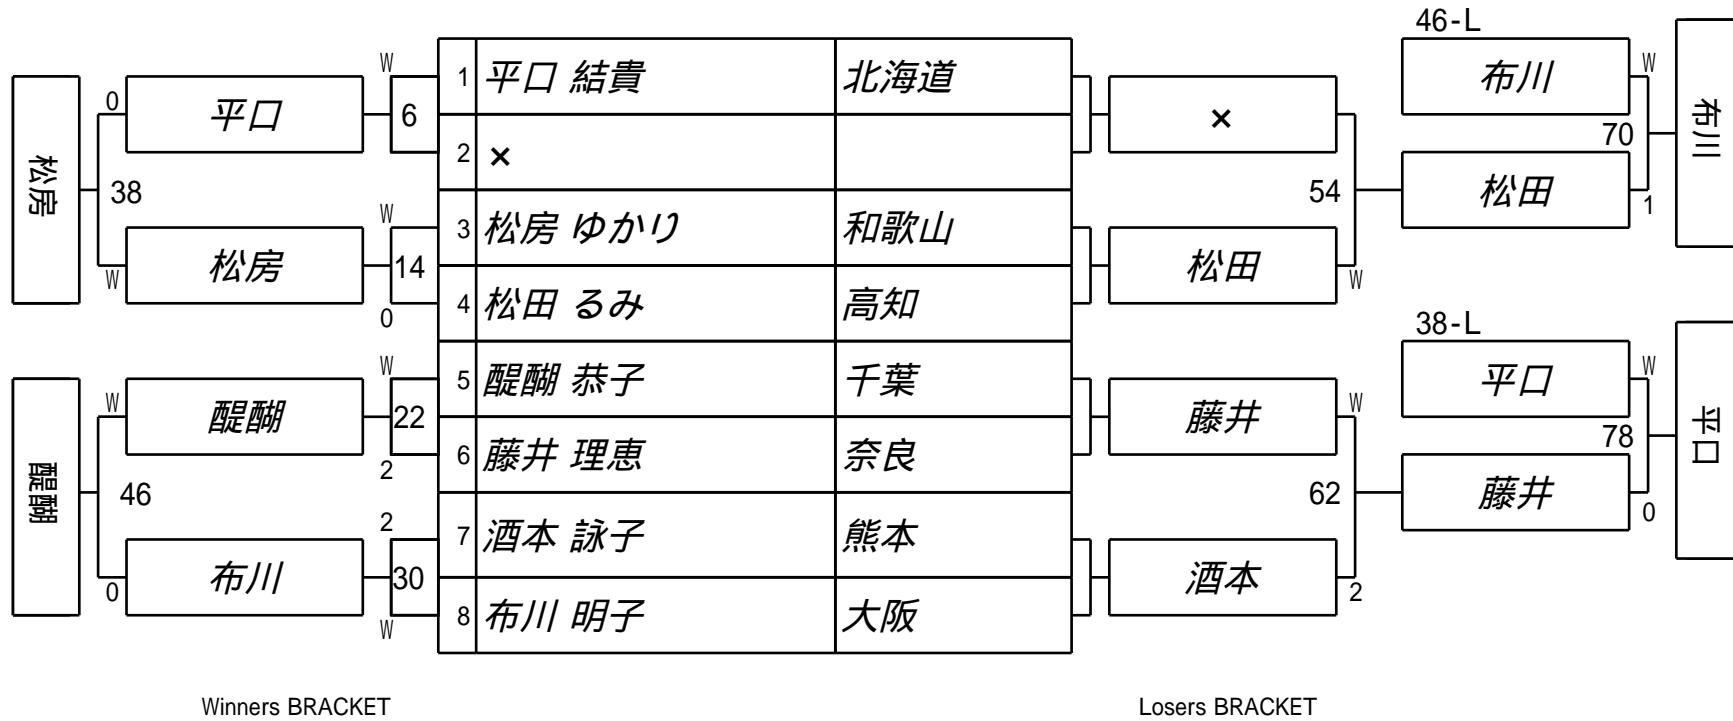 46-L
W 1 平口 結貴 北海道 布川 W
0 平口 6 × 70 布川
2 ×
松房 38 54 松田 1
W 3 松房 ゆかり 和歌山
W 松房 14 松田 W
0 4 松田 るみ 高知
38-L
W 5 醍醐 恭子 千葉 平口 W
W 醍醐 22 藤井 W 78 平口
2 6 藤井 理恵 奈良
醍醐 46 62 藤井 0
2 7 酒本 詠子 熊本
0 布川 30 酒本 2
W 8 布川 明子 大阪
Winners BRACKET Losers BRACKET